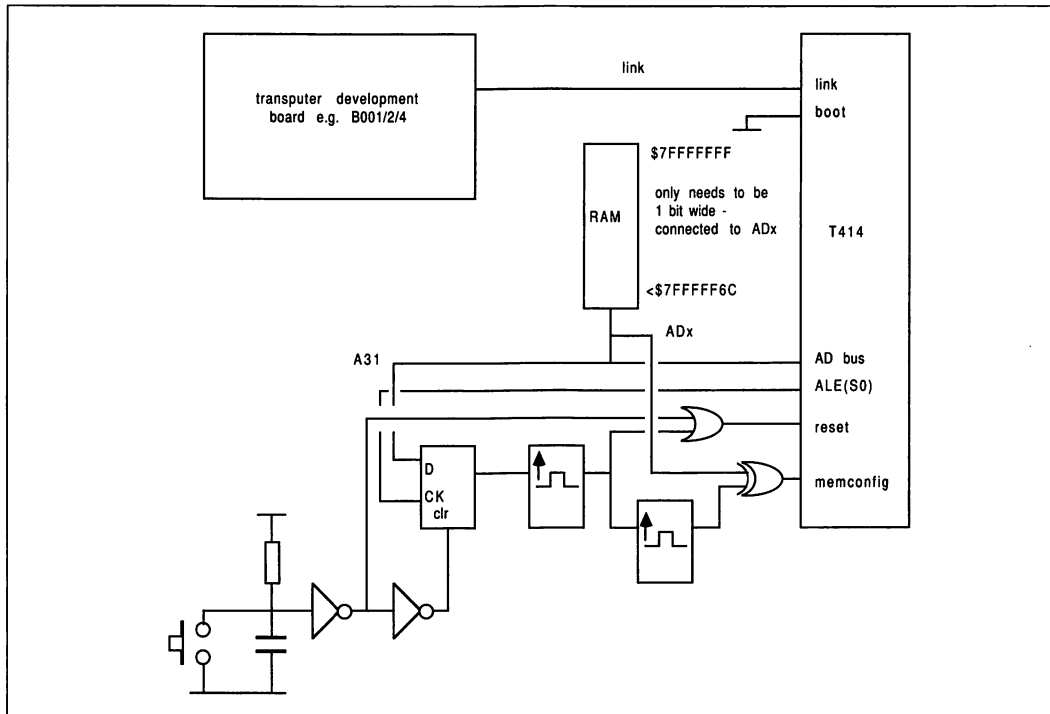 link
transputer development
board e.g. B001/2/4
link
boot
$7FFFFFFF
only needs to be
1 bit wide -
connected to ADx
RAM
T414
<$7FFFFF6C
ADx
A31
AD bus
ALE(S0)
reset
D
CK
clr
memconfig